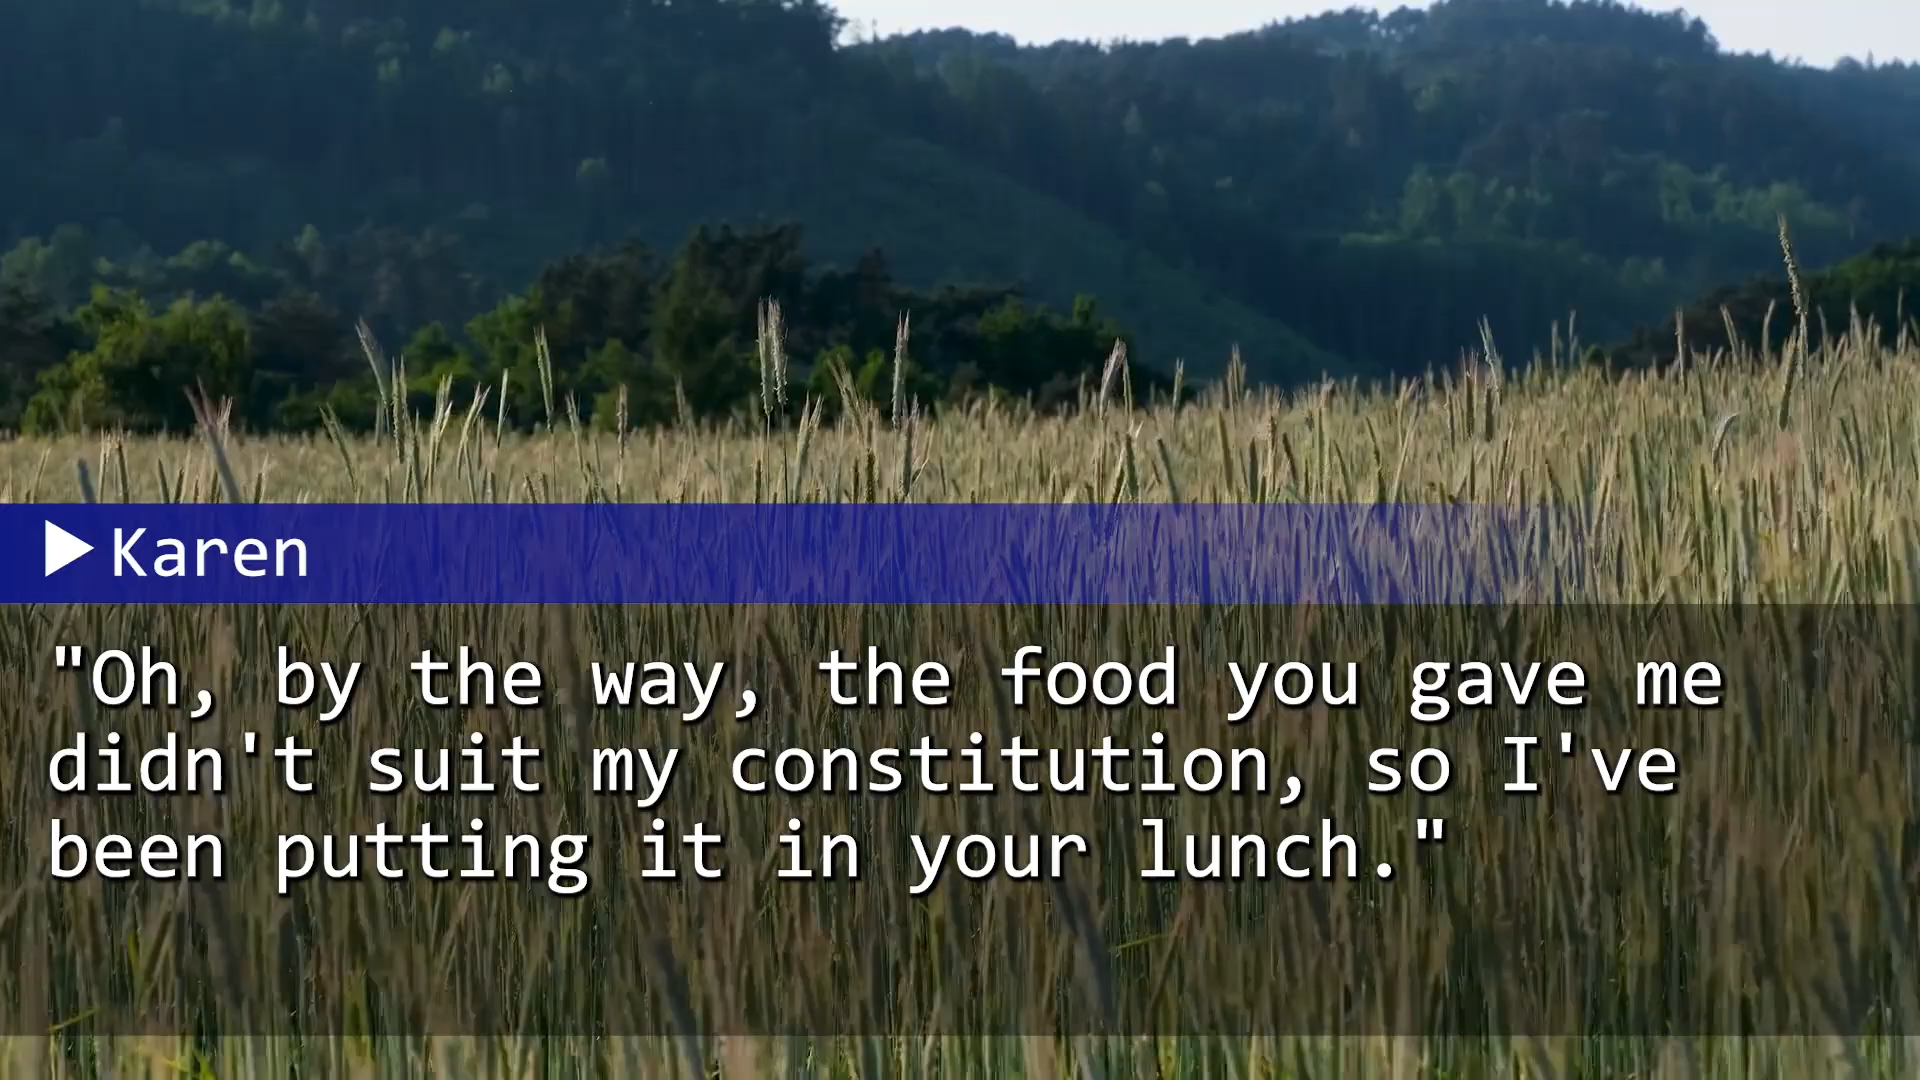 Karen
"Oh, by the way, the food you gave me
didn't suit my constitution, so I've
been putting it in your lunch."